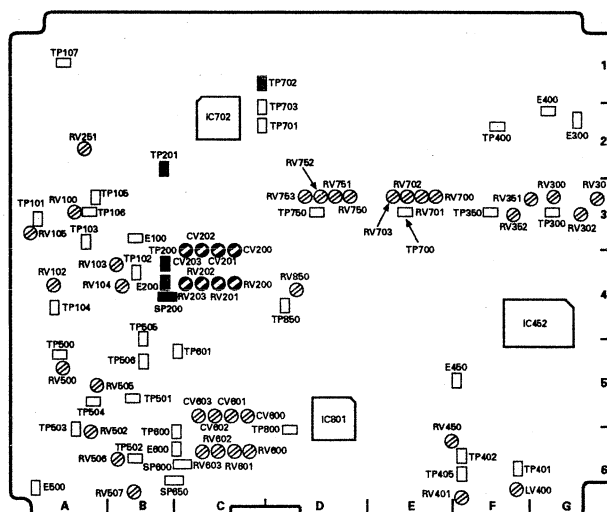 TP107
1
TP702
TP703
TP701
IC702
E400
E300
TP400
2
RV251
TP201
RV752
RV753
RV751
RV750
TP750
RV702
RV700
RV701
RV703
TP700
RV351
RV300
RV30
TP350
RV352
TP300
RV302
3
TP101
RV100
TP105
TP106
RV105
TP103
E100
TP200
CV202
CV200
CV203
CV201
RV102
RV103
TP102
RV104
E200
SP200
RV202
RV200
RV203
RV201
RV850
TP850
4
TP104
IC452
TP505
TP506
TP601
TP500
RV500
E450
5
RV505
TP504
TP501
CV603
CV601
CV602
CV600
IC801
TP503
RV502
TP600
TP800
RV450
RV506
TP502
E600
SP600
RV602
RV600
RV603
RV601
TP402
TP405
TP401
6
E500
RV507
SP650
RV401
LV400
A
B
C
D
E
F
G